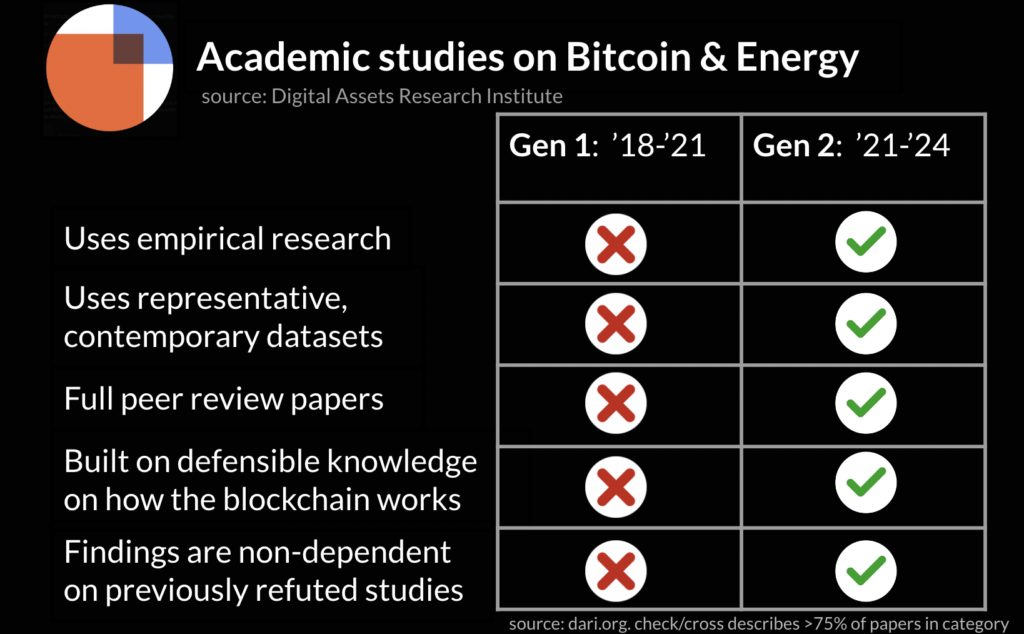 Academic studies on Bitcoin & Energy
source: Digital Assets Research Institute
Gen 1: ’18-’21
Gen 2: ’21-’24
Uses empirical research
Uses representative,
contemporary datasets
Full peer review papers
Built on defensible knowledge
on how the blockchain works
Findings are non-dependent
on previously refuted studies
source: dari.org. check/cross describes >75% of papers in category